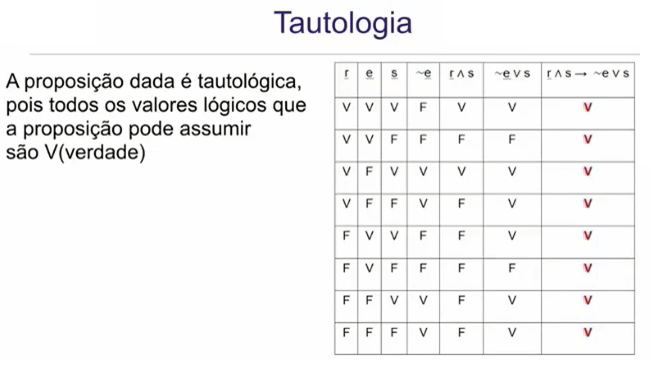 Tautologia
A proposição dada é tautológica,
pois todos os valores lógicos que
a proposição pode assumir
são V(verdade)
r e s ~e r ∧ s ~e ∨ s r ∧ s → ~e ∨ s
V V V F V V V
V V F F F F V
V F V V V V V
V F F V F V V
F V V F F V V
F V F F F F V
F F V V F V V
F F F V F V V